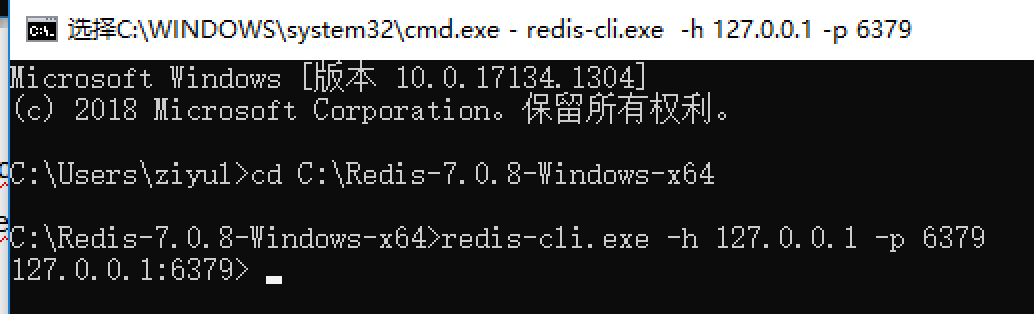 选择C:\WINDOWS\system32\cmd.exe - redis-cli.exe  -h 127.0.0.1 -p 6379
Microsoft Windows [版本 10.0.17134.1304]
(c) 2018 Microsoft Corporation。保留所有权利。
C:\Users\ziyul>cd C:\Redis-7.0.8-Windows-x64
C:\Redis-7.0.8-Windows-x64>redis-cli.exe -h 127.0.0.1 -p 6379
127.0.0.1:6379>